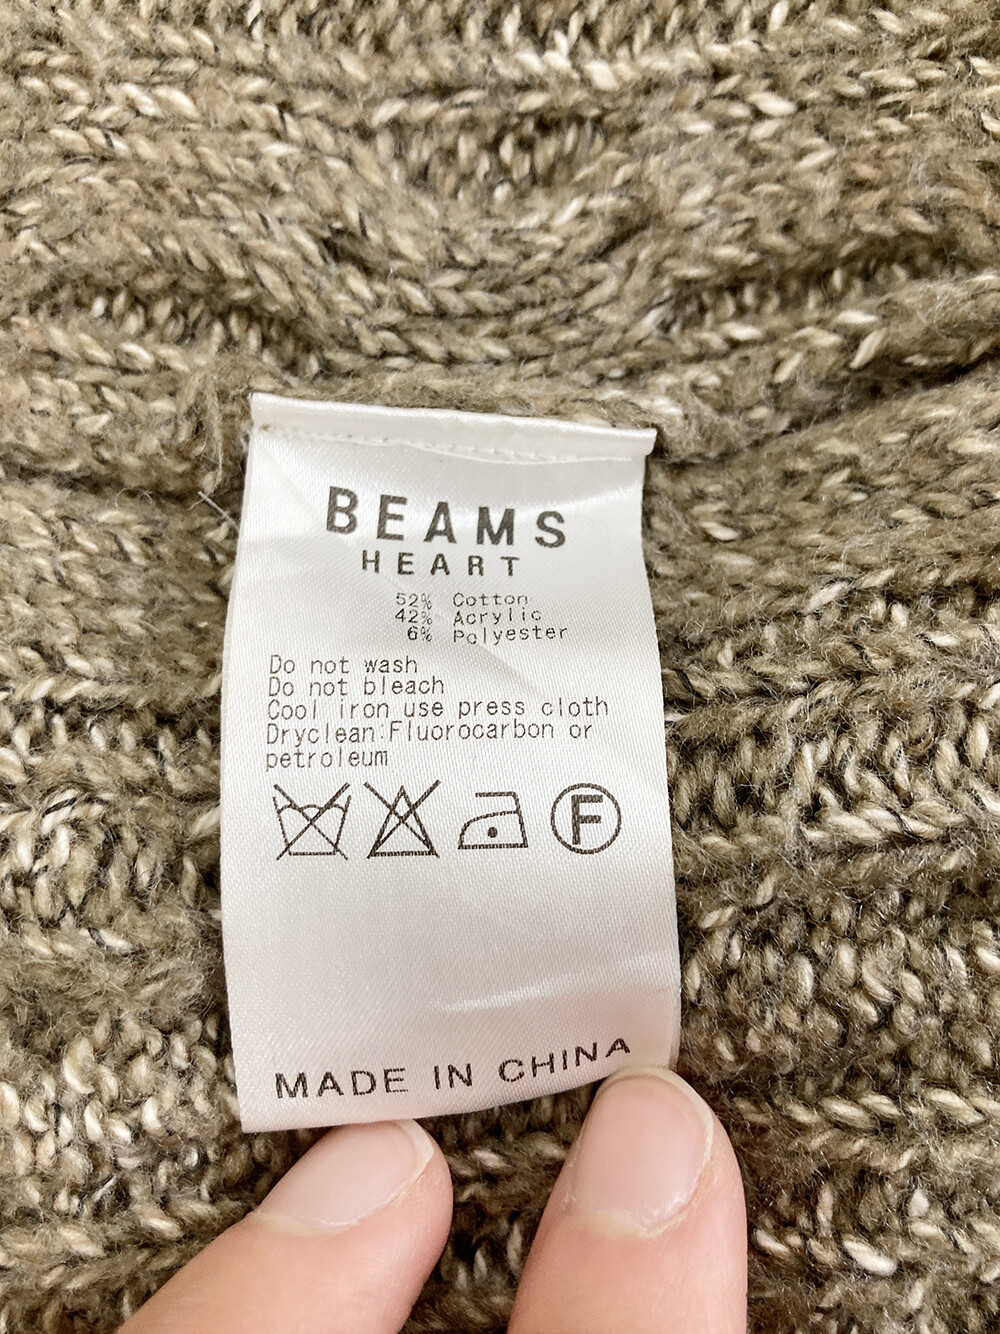 BEAMS
HEART
52% Cotton
42% Acrylic
6% Polyester
Do not wash
Do not bleach
Cool iron use press cloth
Dryclean:Fluorocarbon or
petroleum
F
MADE IN CHINA